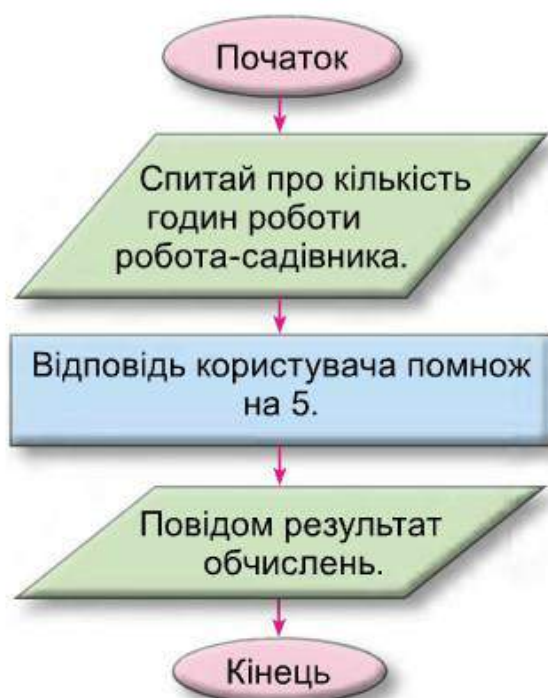 Початок
Спитай про кількість
годин роботи
робота-садівника.
Відповідь користувача помнож
на 5.
Повідом результат
обчислень.
Кінець